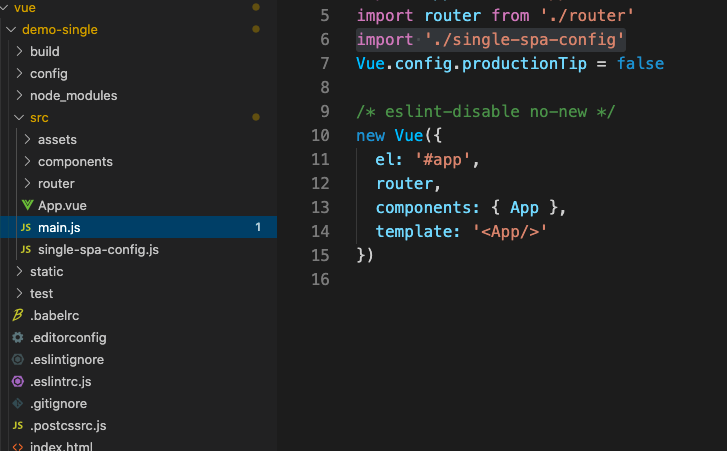 vue
demo-single
build
config
node_modules
src
assets
components
router
App.vue
JS main.js 1
JS single-spa-config.js
static
test
.babelrc
.editorconfig
.eslintignore
.eslintrc.js
.gitignore
JS .postcssrc.js
<> index.html
5 import router from './router'
6 import './single-spa-config'
7 Vue.config.productionTip = false
8
9 /* eslint-disable no-new */
10 new Vue({
11 el: '#app',
12 router,
13 components: { App },
14 template: '<App/>'
15 })
16